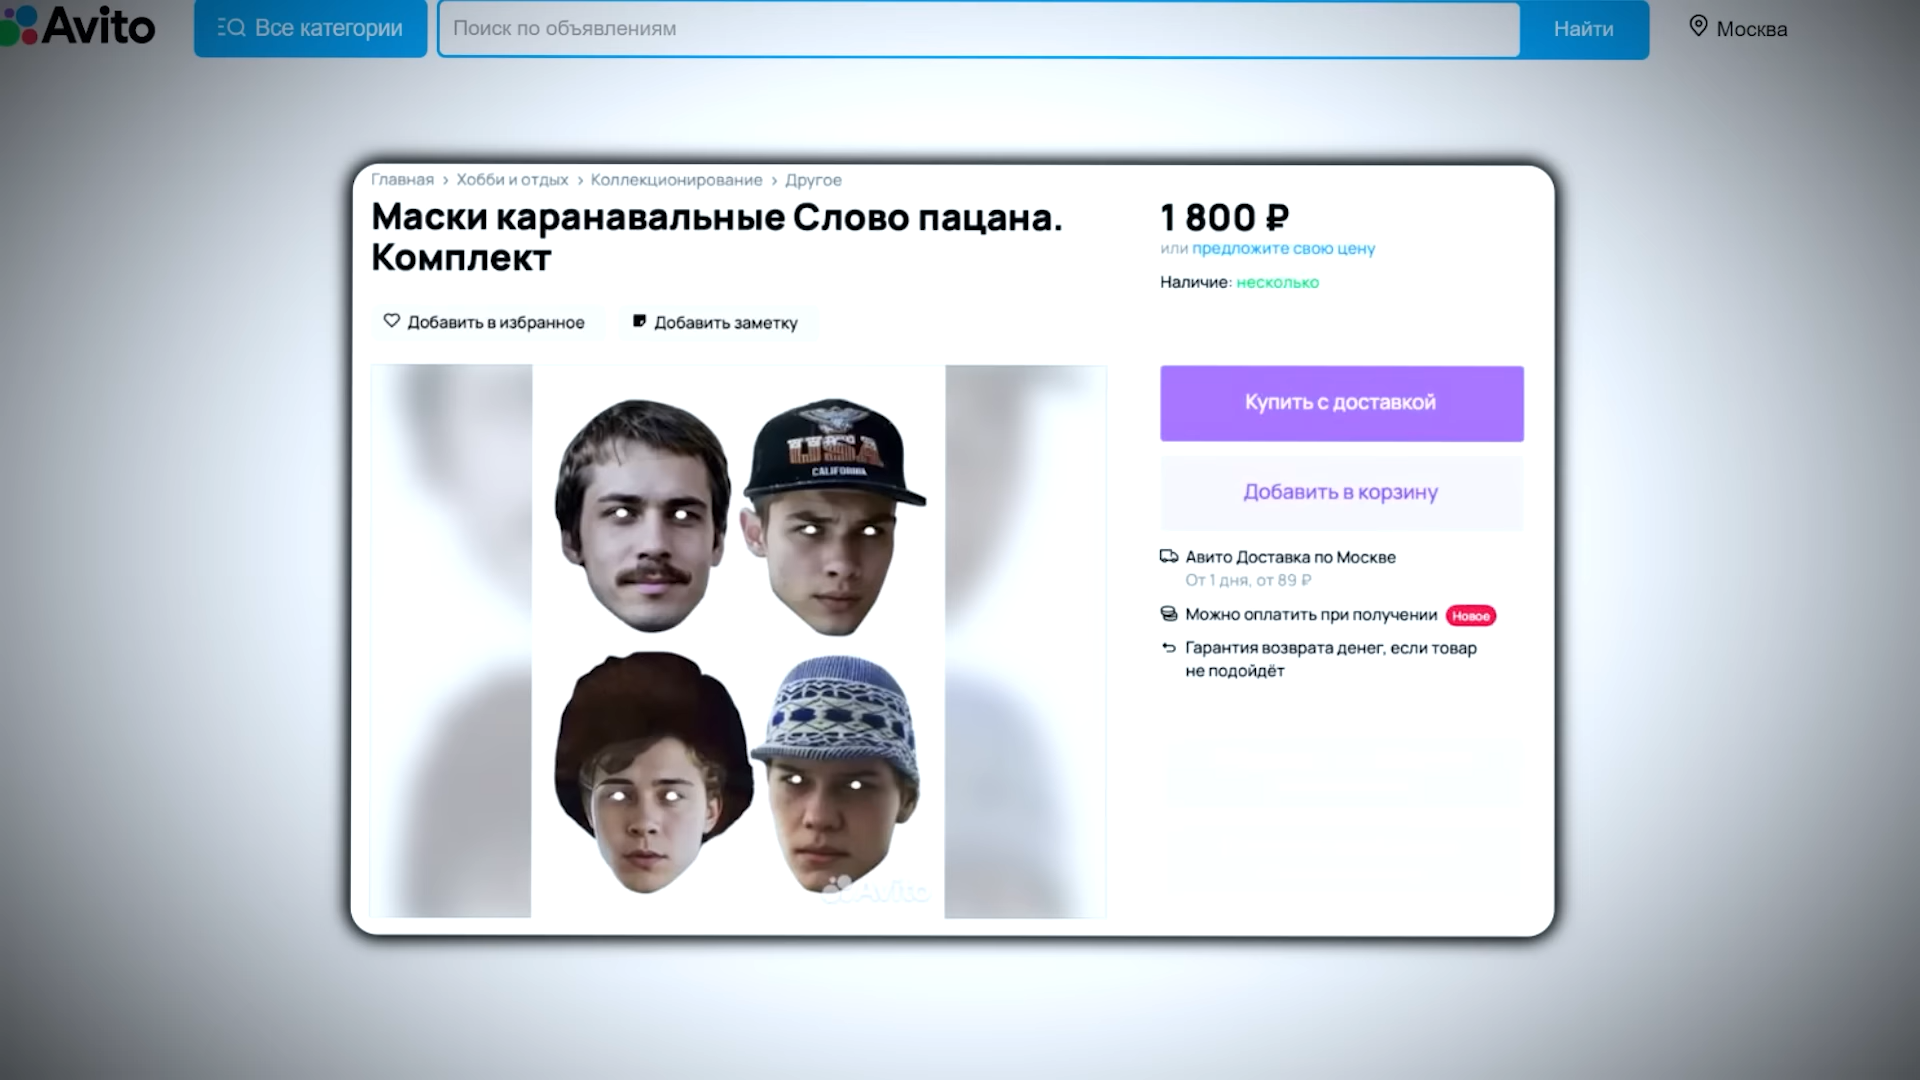 Avito
Все категории
Поиск по объявлениям
Найти
Москва
Главная › Хобби и отдых › Коллекционирование › Другое
Маски каранавальные Слово пацана.
Комплект
1 800 ₽
или предложите свою цену
Наличие: несколько
Добавить в избранное
Добавить заметку
USA
CALIFORNIA
Avito
Купить с доставкой
Добавить в корзину
Авито Доставка по Москве
От 1 дня, от 89 ₽
Можно оплатить при получении Новое
Гарантия возврата денег, если товар
не подойдёт